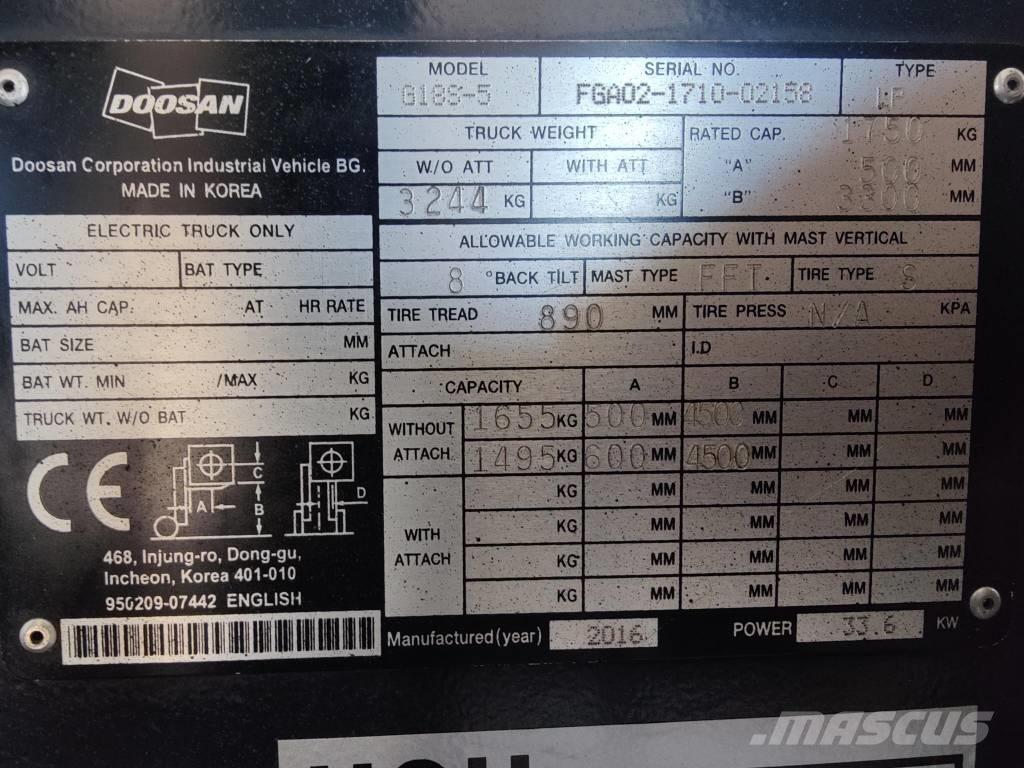 DOOSAN
Doosan Corporation Industrial Vehicle BG.
MADE IN KOREA
ELECTRIC TRUCK ONLY
VOLT BAT TYPE
MAX. AH CAP. AT HR RATE
BAT SIZE MM
BAT WT. MIN /MAX KG
TRUCK WT. W/O BAT KG
CE
A C B D
468, Injung-ro, Dong-gu,
Incheon, Korea 401-010
950209-07442 ENGLISH
MODEL SERIAL NO. TYPE
G18S-5 FGA02-1710-02158 LP
TRUCK WEIGHT RATED CAP. 1750 KG
W/O ATT WITH ATT "A" 500 MM
3244 KG KG "B" 3300 MM
ALLOWABLE WORKING CAPACITY WITH MAST VERTICAL
8 °BACK TILT MAST TYPE FFT. TIRE TYPE S
TIRE TREAD 890 MM TIRE PRESS N/A KPA
ATTACH I.D
CAPACITY A B C D
WITHOUT ATTACH. 1655 KG 500 MM 4500 MM MM MM
1495 KG 600 MM 4500 MM MM MM
WITH ATTACH KG MM MM MM MM
KG MM MM MM MM
KG MM MM MM MM
KG MM MM MM MM
Manufactured (year) 2016 POWER 33.6 KW
MASCUS